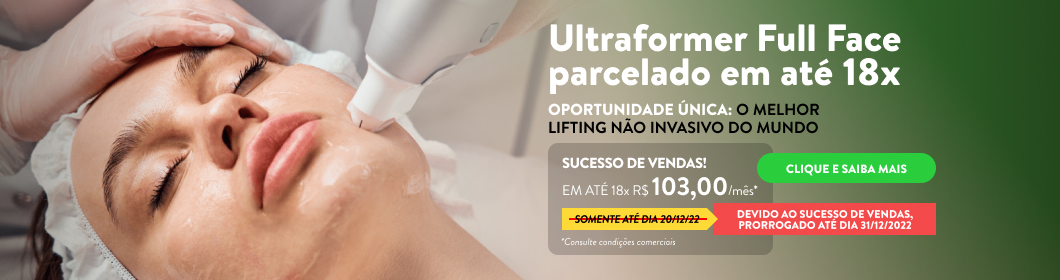 Ultraformer Full Face
parcelado em até 18x
OPORTUNIDADE ÚNICA: O MELHOR
LIFTING NÃO INVASIVO DO MUNDO
SUCESSO DE VENDAS!
EM ATÉ 18x R$ 103,00/mês*
CLIQUE E SAIBA MAIS
SOMENTE ATÉ DIA 20/12/22
DEVIDO AO SUCESSO DE VENDAS,
PRORROGADO ATÉ DIA 31/12/2022
*Consulte condições comerciais